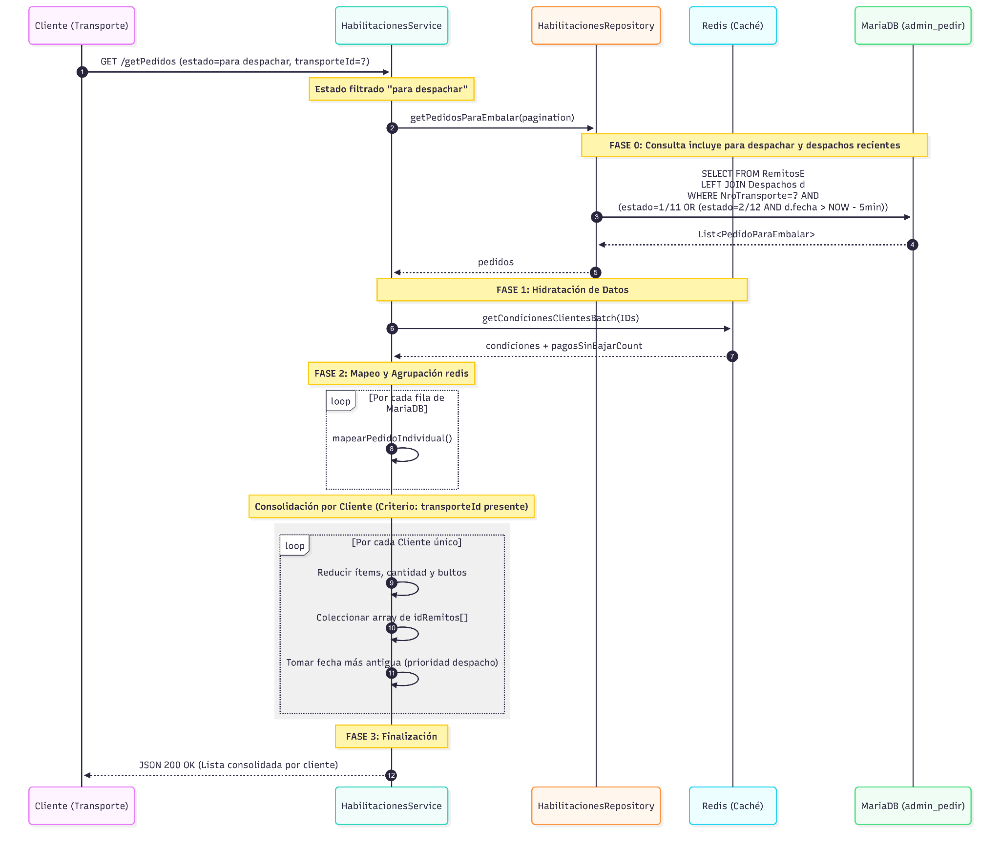 Cliente (Transporte)
HabilitacionesService
HabilitacionesRepository
Redis (Caché)
MariaDB (admin_pedir)
GET /getPedidos (estado=para despachar, transporteId=?)
1
Estado filtrado "para despachar"
getPedidosParaEmbalar(pagination)
2
FASE 0: Consulta incluye para despachar y despachos recientes
SELECT FROM RemitosE
LEFT JOIN Despachos d
WHERE NroTransporte=? AND
(estado=1/11 OR (estado=2/12 AND d.fecha > NOW - 5min))
3
List<PedidoParaEmbalar>
4
pedidos
5
FASE 1: Hidratación de Datos
getCondicionesClientesBatch(IDs)
6
condiciones + pagosSinBajarCount
7
FASE 2: Mapeo y Agrupación redis
loop
[Por cada fila de
MariaDB]
mapearPedidoIndividual()
8
Consolidación por Cliente (Criterio: transporteId presente)
loop
[Por cada Cliente único]
Reducir ítems, cantidad y bultos
9
Coleccionar array de idRemitos[]
10
Tomar fecha más antigua (prioridad despacho)
11
FASE 3: Finalización
JSON 200 OK (Lista consolidada por cliente)
12
Cliente (Transporte)
HabilitacionesService
HabilitacionesRepository
Redis (Caché)
MariaDB (admin_pedir)